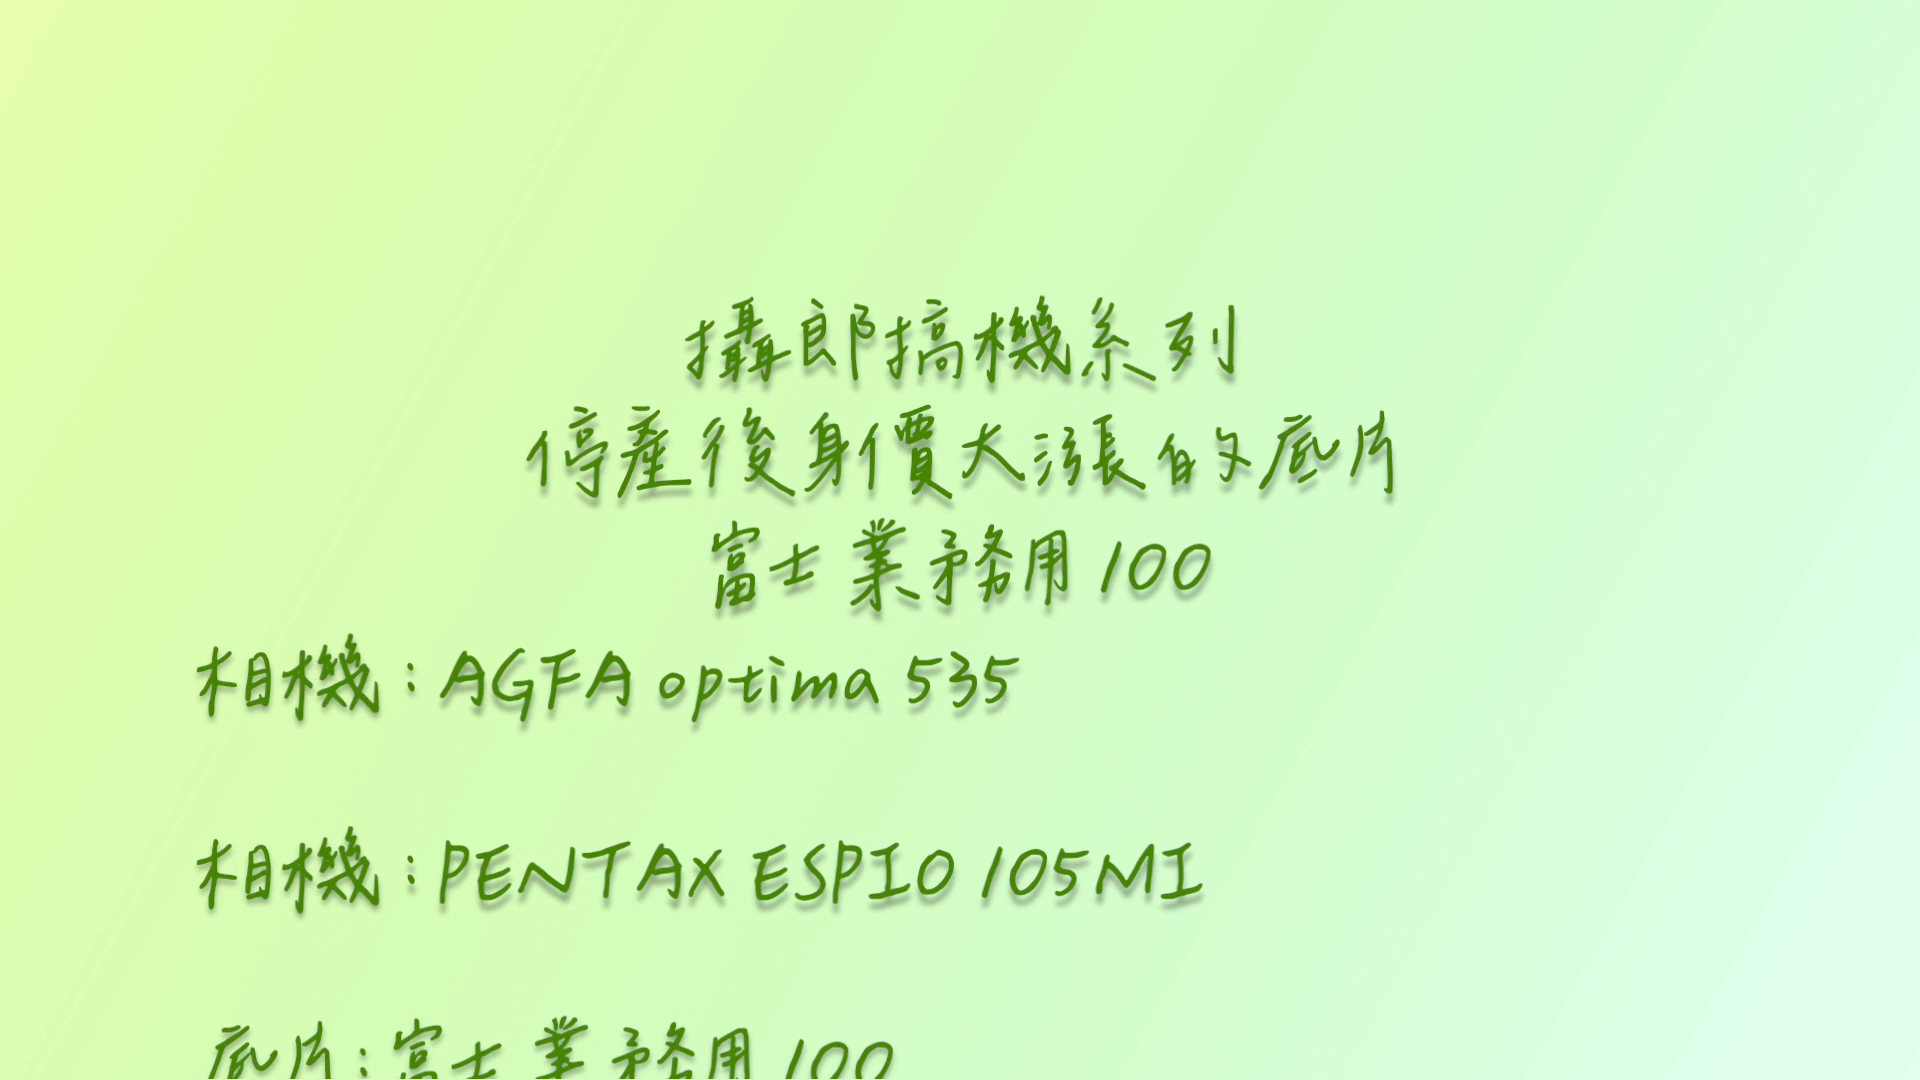 攝郎搞機系列
停產後身價大漲的底片
富士業務用100
相機：AGFA optima 535
相機：PENTAX ESPIO 105MI
底片：富士業務用100